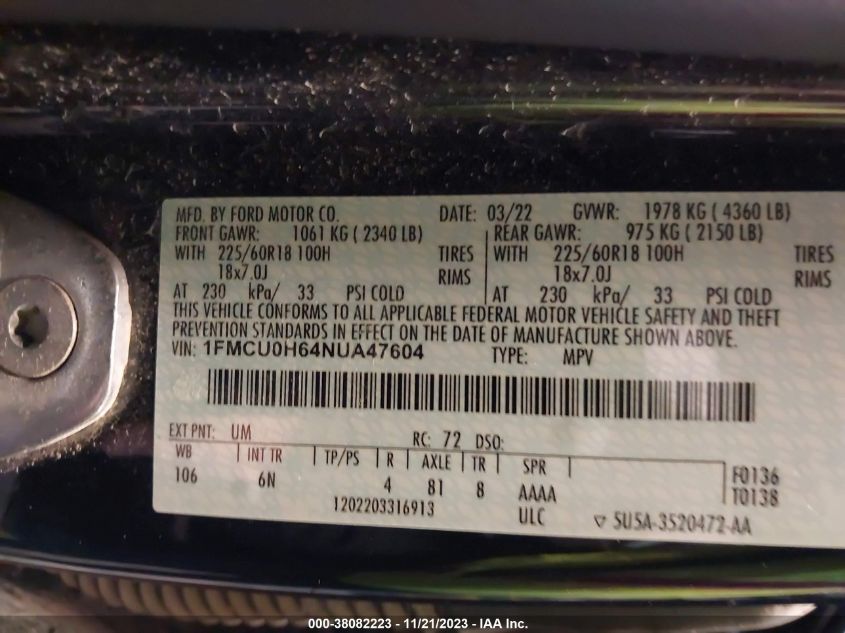 MFD. BY FORD MOTOR CO. DATE: 03/22 GVWR: 1978 KG ( 4360 LB)
FRONT GAWR: 1061 KG ( 2340 LB) REAR GAWR: 975 KG ( 2150 LB)
WITH 225/60R18 100H TIRES WITH 225/60R18 100H TIRES
18x7.0J RIMS 18x7.0J RIMS
AT 230 kPa/ 33 PSI COLD AT 230 kPa/ 33 PSI COLD
THIS VEHICLE CONFORMS TO ALL APPLICABLE FEDERAL MOTOR VEHICLE SAFETY AND THEFT
PREVENTION STANDARDS IN EFFECT ON THE DATE OF MANUFACTURE SHOWN ABOVE.
VIN: 1FMCU0H64NUA47604 TYPE: MPV
EXT PNT: UM RC: 72 DSO:
WB INT TR TP/PS R AXLE TR SPR
106 6N 4 81 8 AAAA F0136
1202203316913 ULC T0138
5U5A-3520472-AA
000-38082223 - 11/21/2023 - IAA Inc.